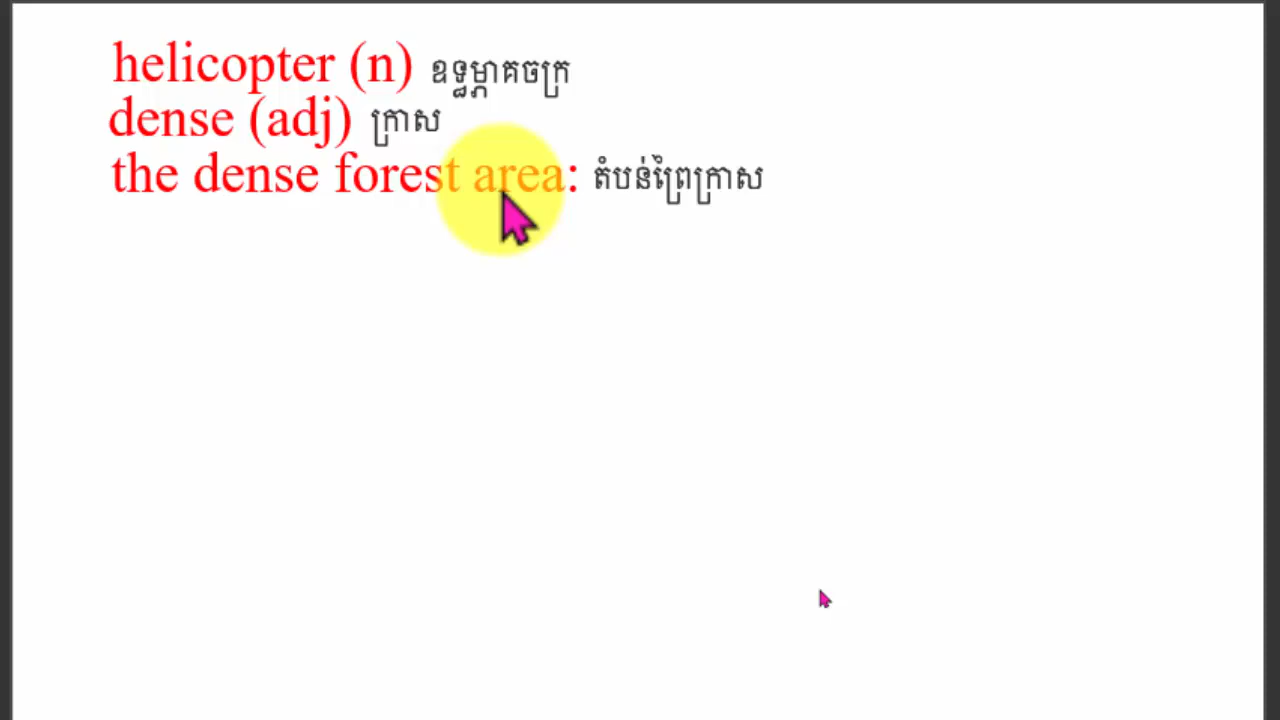 helicopter (n) ឧទ្ធម្ភាគចក្រ
dense (adj) ក្រាស
the dense forest area: តំបន់ព្រៃក្រាស